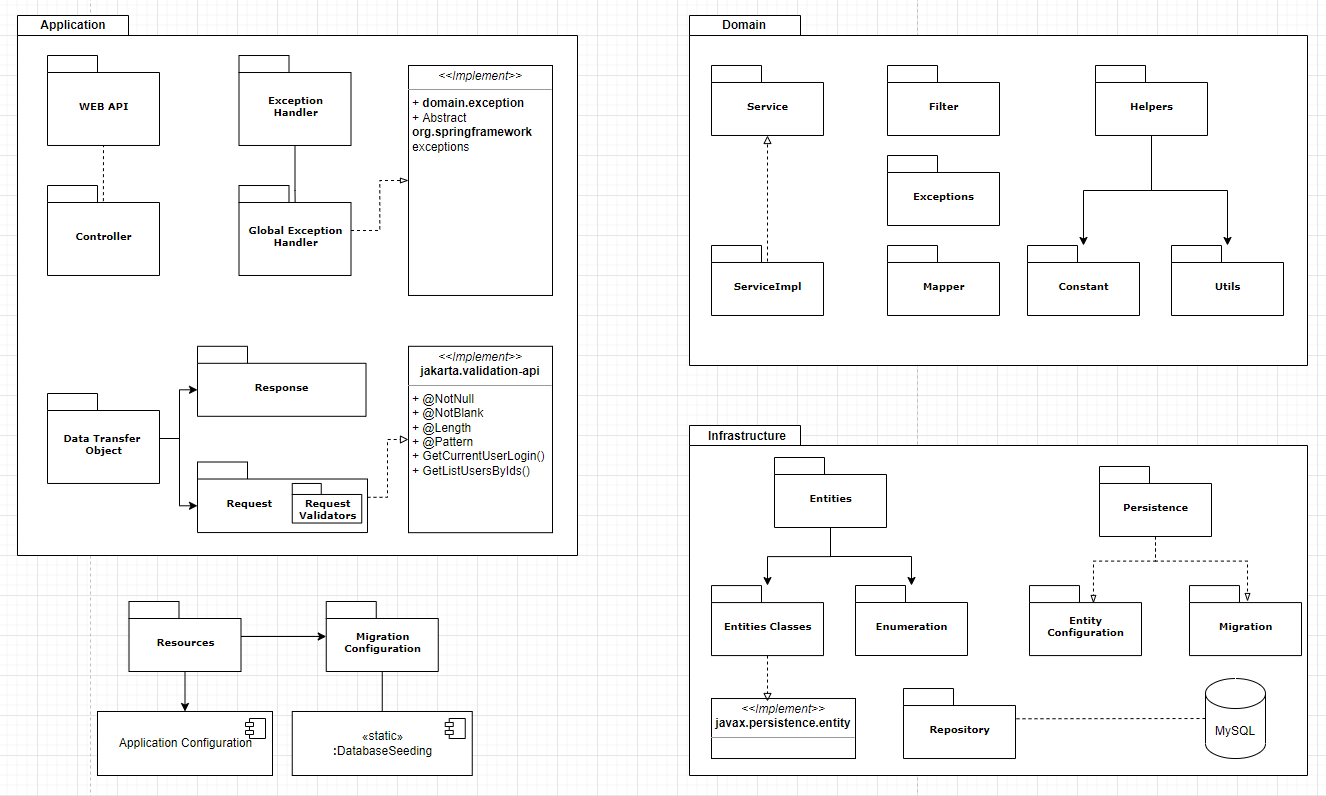 Application
WEB API
Exception
Handler
<<Implement>>
+ domain.exception
+ Abstract
org.springframework
exceptions
Controller
Global Exception
Handler
Response
Data Transfer
Object
Request
Request
Validators
<<Implement>>
jakarta.validation-api
+ @NotNull
+ @NotBlank
+ @Length
+ @Pattern
+ GetCurrentUserLogin()
+ GetListUsersByIds()
Resources
Migration
Configuration
Application Configuration
«static»
:DatabaseSeeding
Domain
Service
Filter
Helpers
Exceptions
ServiceImpl
Mapper
Constant
Utils
Infrastructure
Entities
Persistence
Entities Classes
Enumeration
Entity
Configuration
Migration
<<Implement>>
javax.persistence.entity
Repository
MySQL